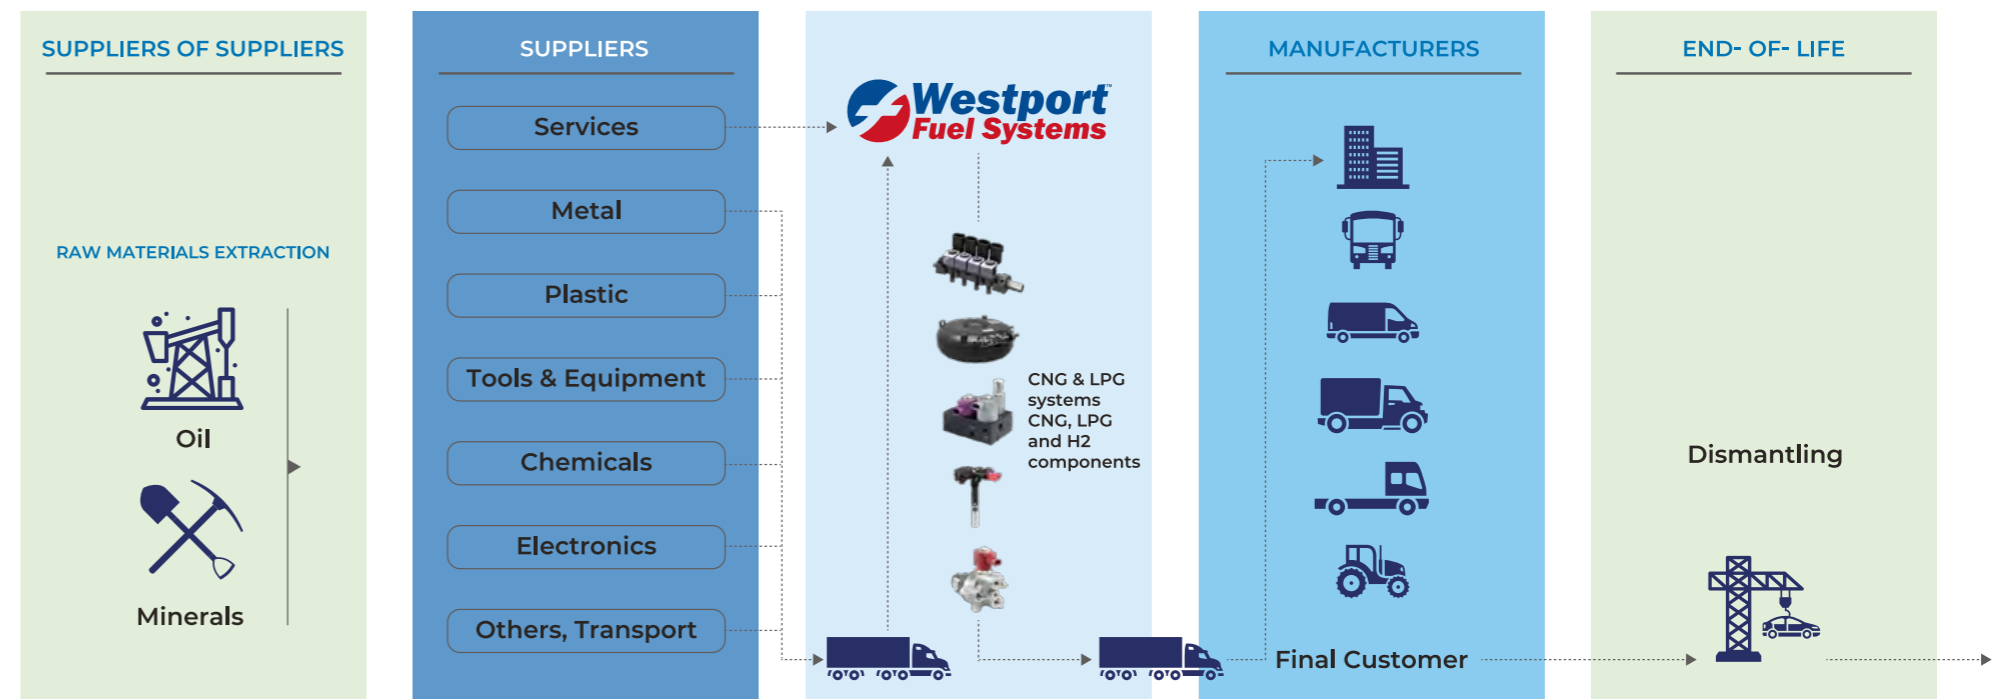 SUPPLIERS OF SUPPLIERS
RAW MATERIALS EXTRACTION
Oil
Minerals
SUPPLIERS
Services
Metal
Plastic
Tools & Equipment
Chemicals
Electronics
Others, Transport
Westport™
Fuel Systems
CNG & LPG
systems
CNG, LPG
and H2
components
MANUFACTURERS
Final Customer
END- OF- LIFE
Dismantling